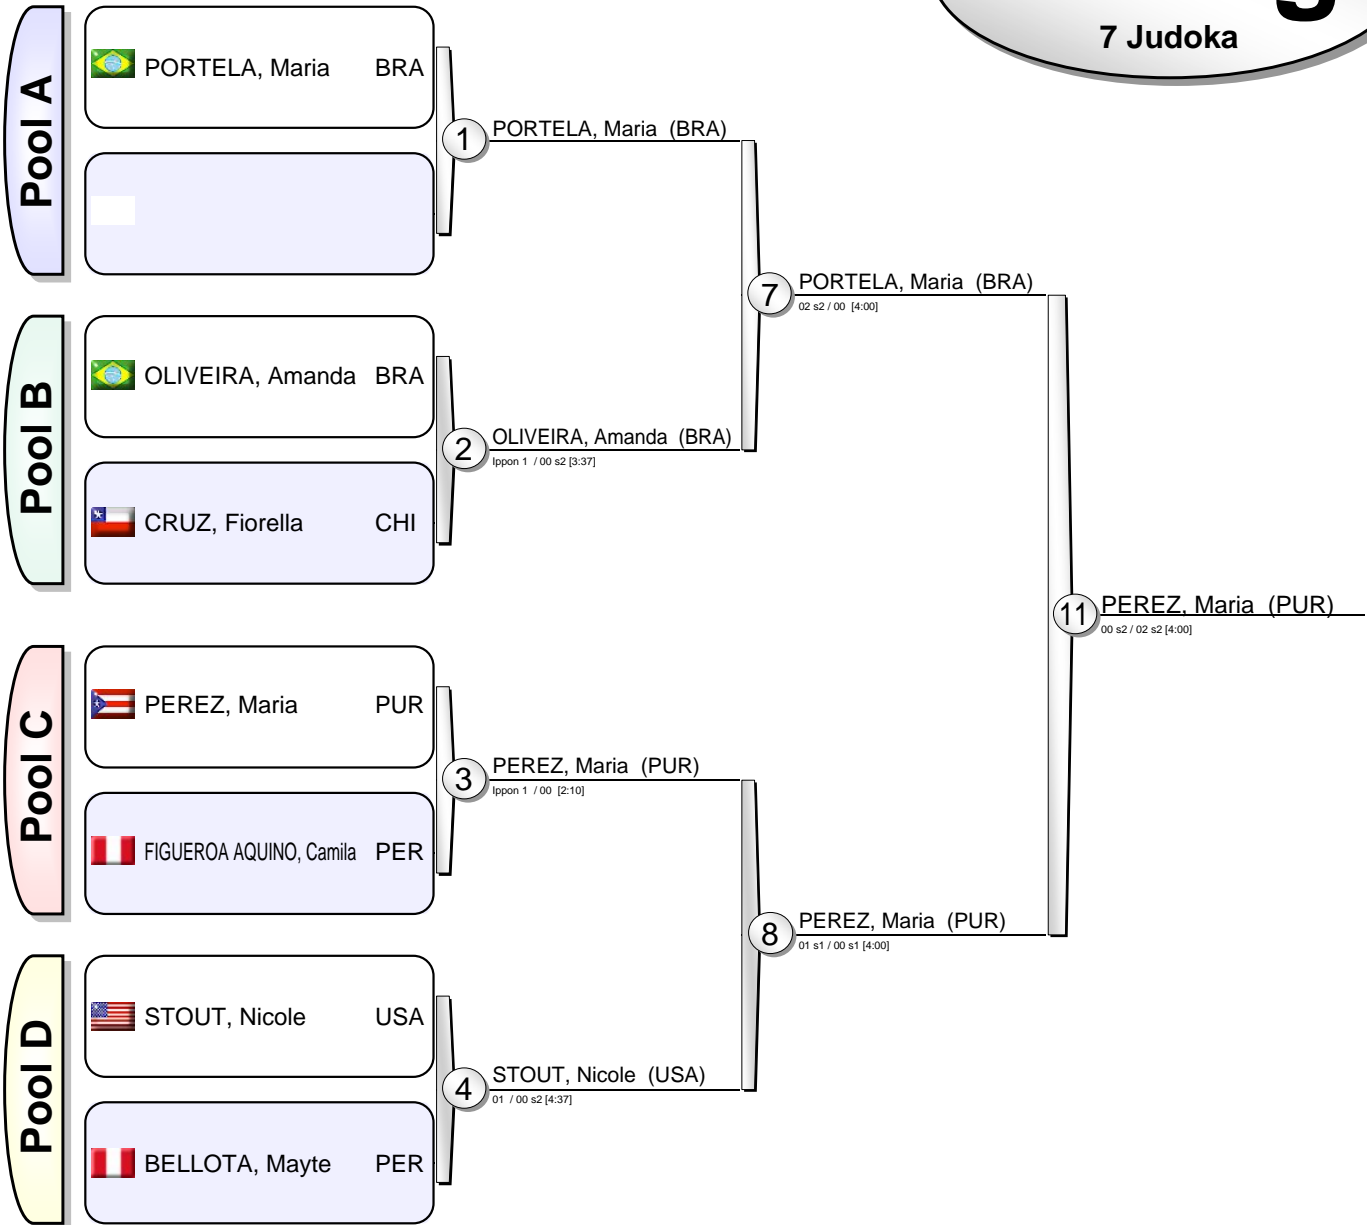 7 Judoka
Pool A
PORTELA, Maria BRA
1 PORTELA, Maria (BRA)
7 PORTELA, Maria (BRA)
02 s2 / 00 [4:00]
Pool B
OLIVEIRA, Amanda BRA
2 OLIVEIRA, Amanda (BRA)
Ippon 1 / 00 s2 [3:37]
CRUZ, Fiorella CHI
11 PEREZ, Maria (PUR)
00 s2 / 02 s2 [4:00]
Pool C
PEREZ, Maria PUR
3 PEREZ, Maria (PUR)
Ippon 1 / 00 [2:10]
FIGUEROA AQUINO, Camila PER
8 PEREZ, Maria (PUR)
01 s1 / 00 s1 [4:00]
Pool D
STOUT, Nicole USA
4 STOUT, Nicole (USA)
01 / 00 s2 [4:37]
BELLOTA, Mayte PER